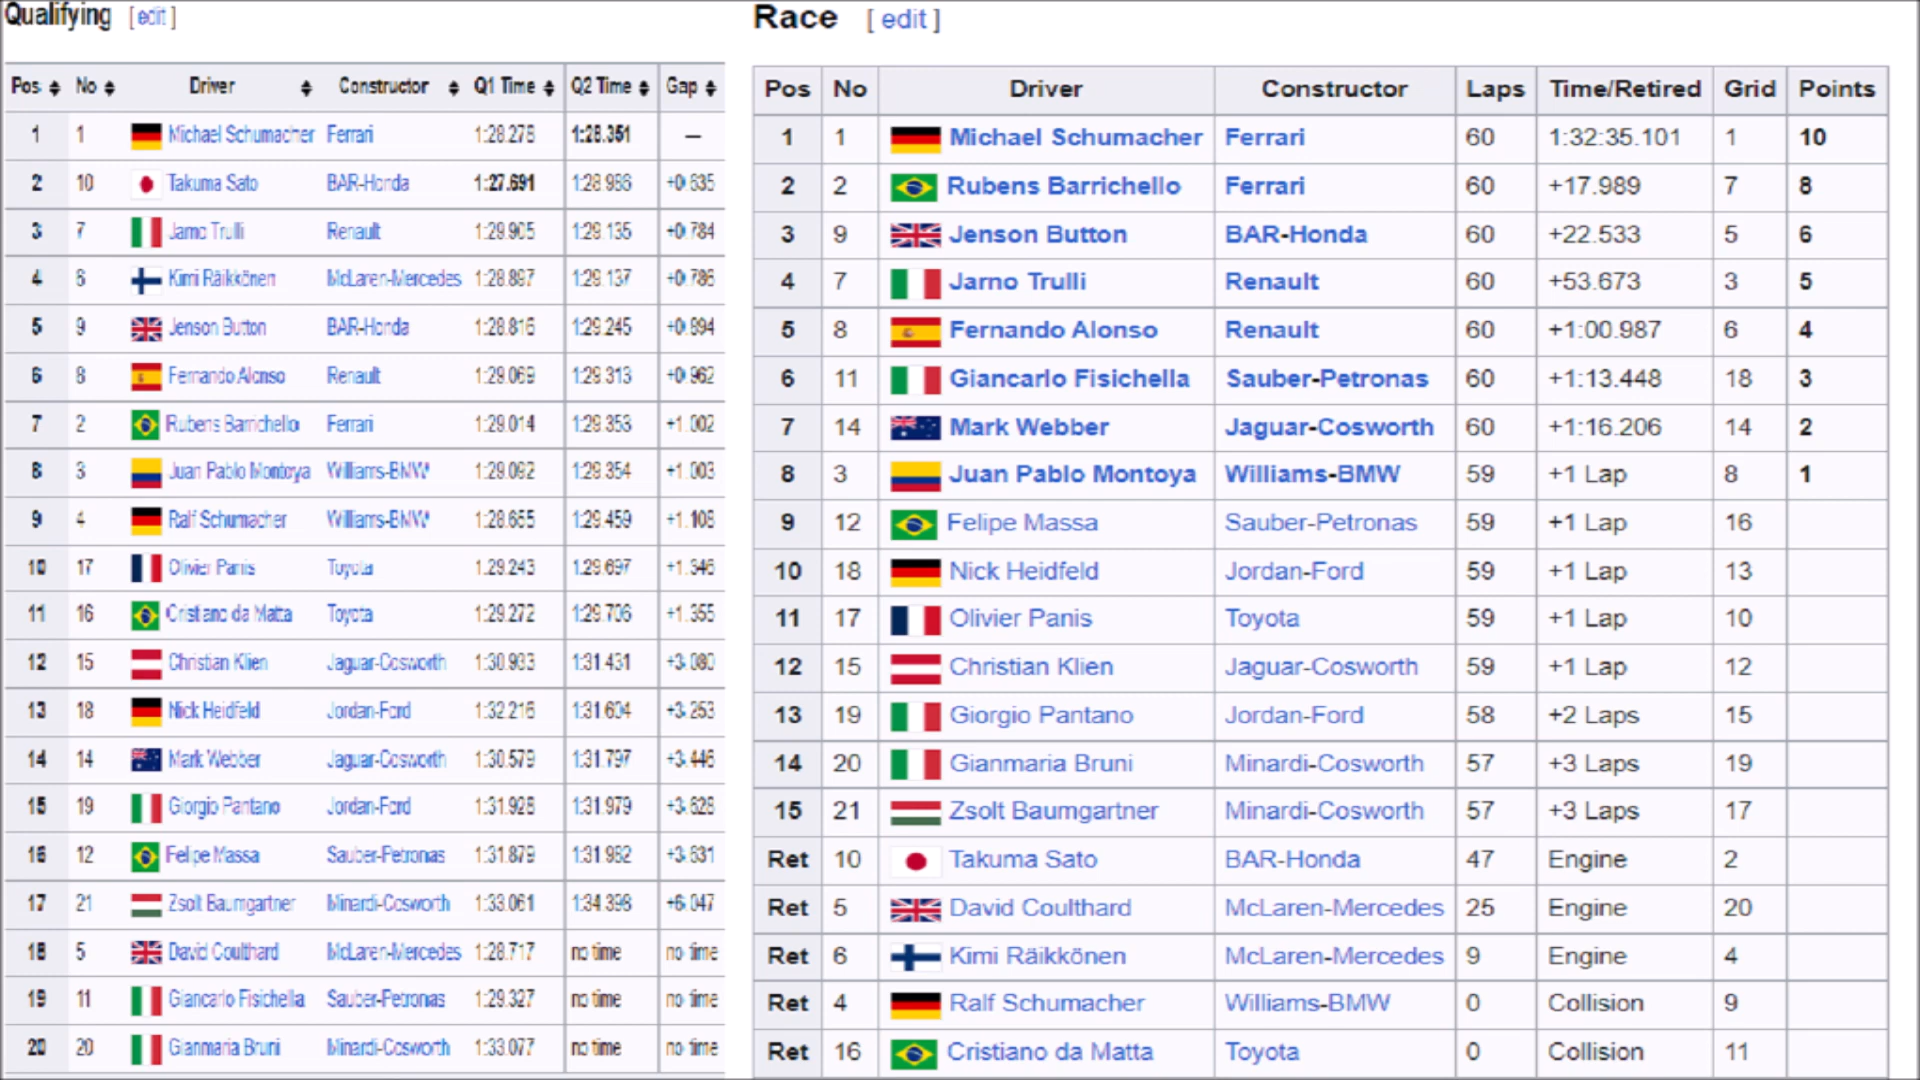 Qualifying [ edit ]
Pos No Driver Constructor Q1 Time Q2 Time Gap
1 1 Michael Schumacher Ferrari 1:28.278 1:28.351 —
2 10 Takuma Sato BAR-Honda 1:27.691 1:28.986 +0.635
3 7 Jarno Trulli Renault 1:29.905 1:29.135 +0.784
4 6 Kimi Räikkönen McLaren-Mercedes 1:28.897 1:29.137 +0.786
5 9 Jenson Button BAR-Honda 1:28.816 1:29.245 +0.894
6 8 Fernando Alonso Renault 1:29.069 1:29.313 +0.962
7 2 Rubens Barrichello Ferrari 1:29.014 1:29.353 +1.002
8 3 Juan Pablo Montoya Williams-BMW 1:29.092 1:29.354 +1.003
9 4 Ralf Schumacher Williams-BMW 1:28.655 1:29.459 +1.108
10 17 Olivier Panis Toyota 1.29.243 1:29.697 +1.346
11 16 Cristiano da Matta Toyota 1:29.272 1:29.706 +1.355
12 15 Christian Klien Jaguar-Cosworth 1:30.933 1:31.431 +3.080
13 18 Nick Heidfeld Jordan-Ford 1:32.216 1:31.604 +3.253
14 14 Mark Webber Jaguar-Cosworth 1:30.579 1:31.797 +3.446
15 19 Giorgio Pantano Jordan-Ford 1:31.928 1:31.979 +3.628
16 12 Felipe Massa Sauber-Petronas 1:31.879 1:31.982 +3.631
17 21 Zsolt Baumgartner Minardi-Cosworth 1:33.061 1:34.398 +6.047
18 5 David Coulthard McLaren-Mercedes 1:28.717 no time no time
19 11 Giancarlo Fisichella Sauber-Petronas 1:29.327 no time no time
20 20 Gianmaria Bruni Minardi-Cosworth 1:33.077 no time no time
Race [ edit ]
Pos No Driver Constructor Laps Time/Retired Grid Points
1 1 Michael Schumacher Ferrari 60 1:32:35.101 1 10
2 2 Rubens Barrichello Ferrari 60 +17.989 7 8
3 9 Jenson Button BAR-Honda 60 +22.533 5 6
4 7 Jarno Trulli Renault 60 +53.673 3 5
5 8 Fernando Alonso Renault 60 +1:00.987 6 4
6 11 Giancarlo Fisichella Sauber-Petronas 60 +1:13.448 18 3
7 14 Mark Webber Jaguar-Cosworth 60 +1:16.206 14 2
8 3 Juan Pablo Montoya Williams-BMW 59 +1 Lap 8 1
9 12 Felipe Massa Sauber-Petronas 59 +1 Lap 16
10 18 Nick Heidfeld Jordan-Ford 59 +1 Lap 13
11 17 Olivier Panis Toyota 59 +1 Lap 10
12 15 Christian Klien Jaguar-Cosworth 59 +1 Lap 12
13 19 Giorgio Pantano Jordan-Ford 58 +2 Laps 15
14 20 Gianmaria Bruni Minardi-Cosworth 57 +3 Laps 19
15 21 Zsolt Baumgartner Minardi-Cosworth 57 +3 Laps 17
Ret 10 Takuma Sato BAR-Honda 47 Engine 2
Ret 5 David Coulthard McLaren-Mercedes 25 Engine 20
Ret 6 Kimi Räikkönen McLaren-Mercedes 9 Engine 4
Ret 4 Ralf Schumacher Williams-BMW 0 Collision 9
Ret 16 Cristiano da Matta Toyota 0 Collision 11